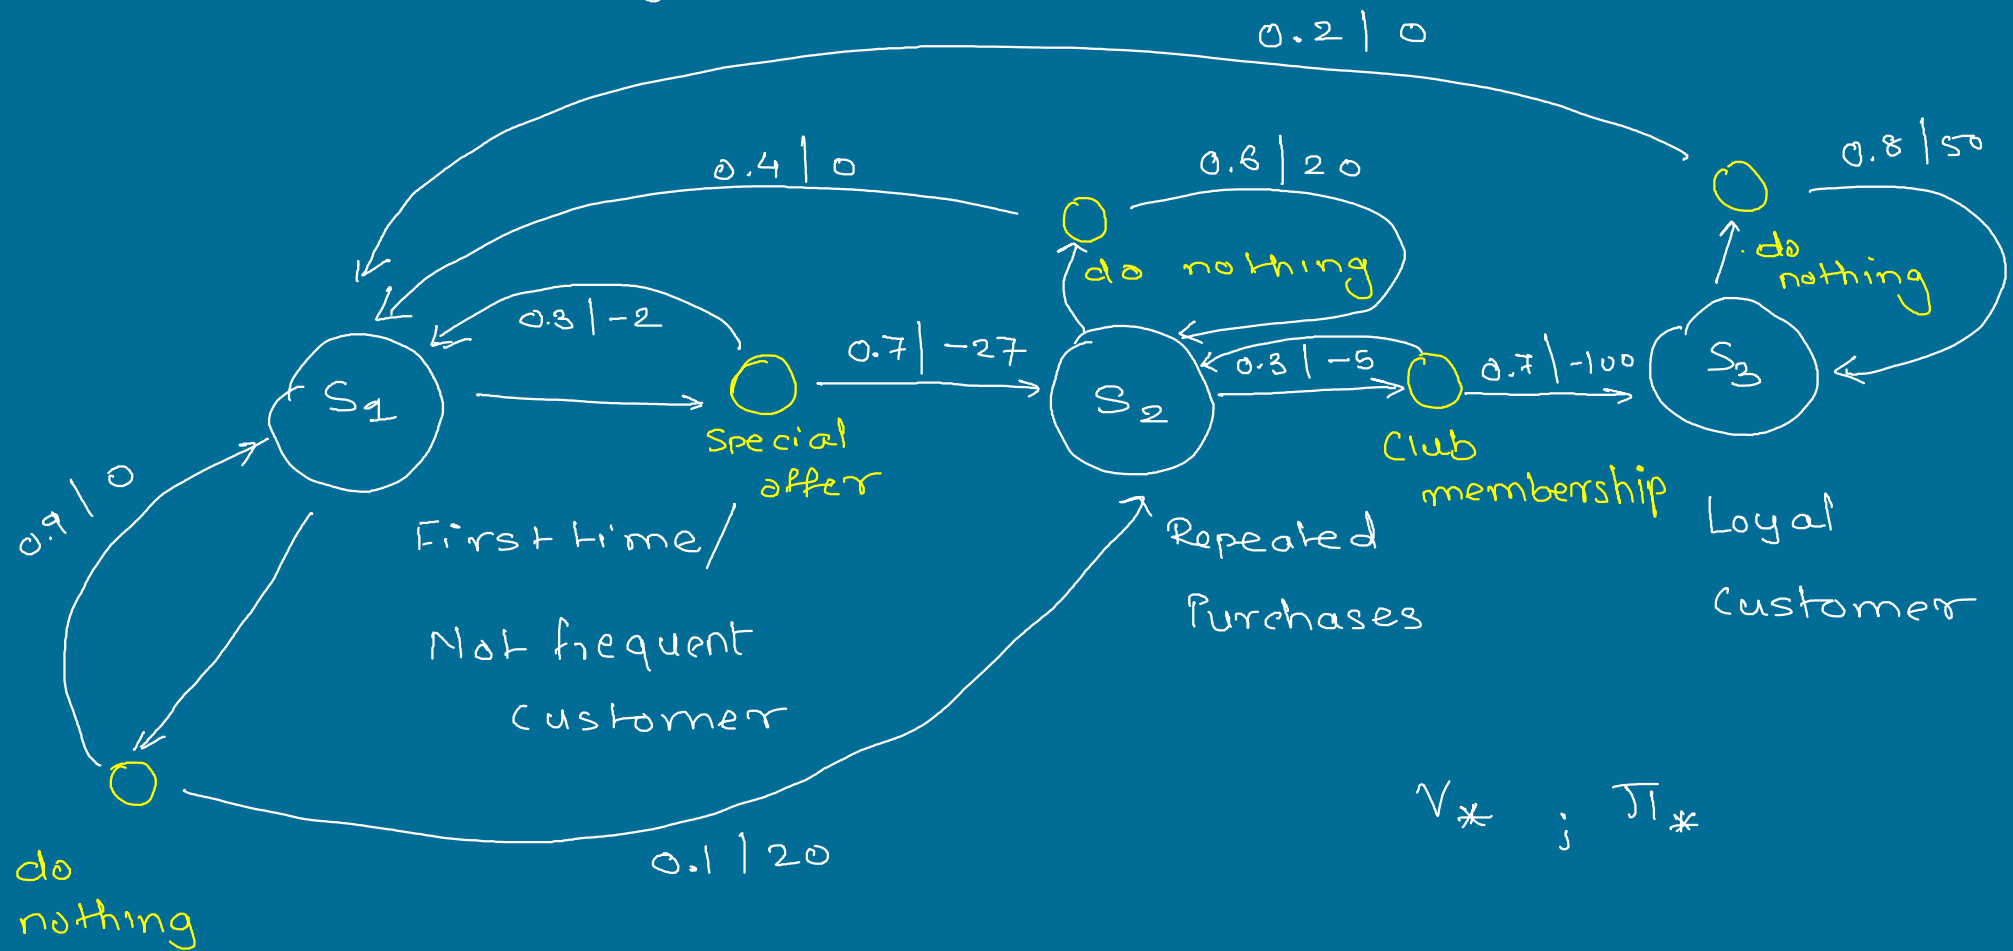 0.2 | 0
0.4 | 0
0.6 | 20
0.8 | 50
do nothing
do
nothing
0.3 | -2
0.7 | -27
0.3 | -5
0.7 | -100
S1
S2
S3
Special
offer
Club
membership
0.9 | 0
First time /
Not frequent
customer
Repeated
Purchases
Loyal
Customer
V* ; π*
0.1 | 20
do
nothing